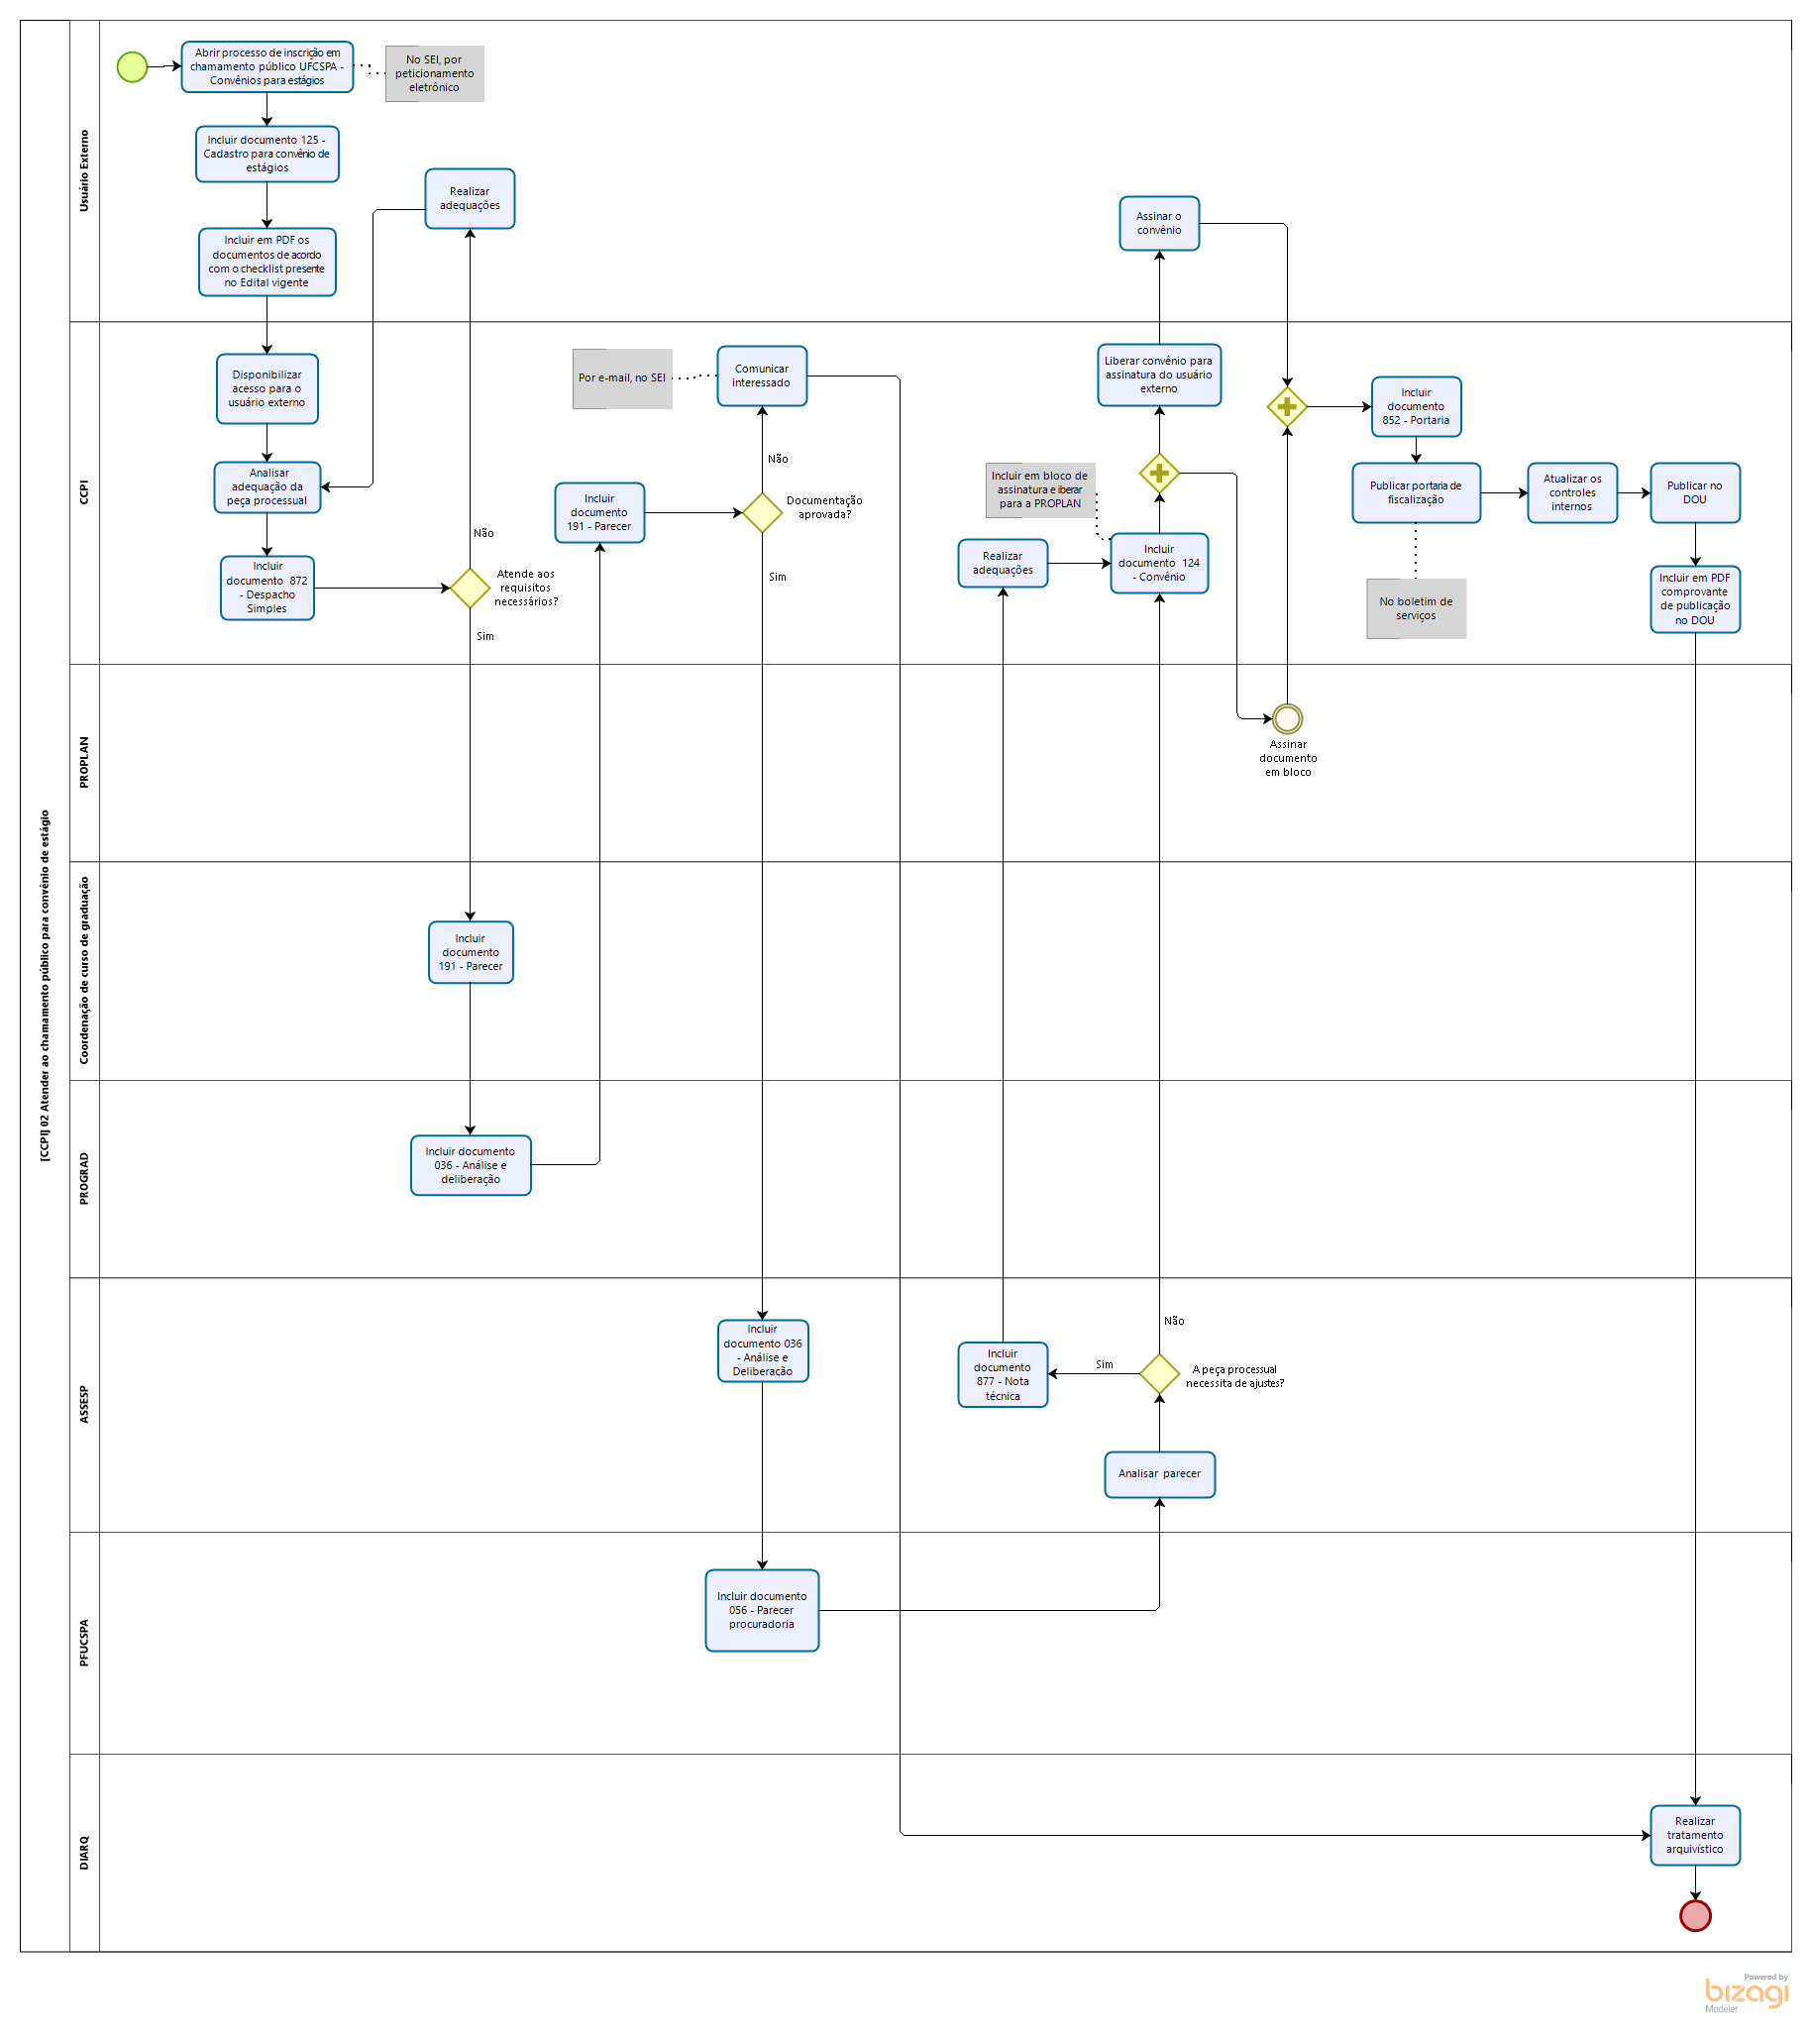 [CCPI] 02 Atender ao chamamento público para convênio de estágio
Usuário Externo
Abrir processo de inscrição em
chamamento público UFCSPA -
Convênios para estágios
No SEI, por
peticionamento
eletrônico
Incluir documento 125 -
Cadastro para convênio de
estágios
Realizar
adequações
Incluir em PDF os
documentos de acordo
com o checklist presente
no Edital vigente
Assinar o
convênio
CCPI
Disponibilizar
acesso para o
usuário externo
Analisar
adequação da
peça processual
Incluir
documento 872
- Despacho
Simples
Não
Atende aos
requisitos
necessários?
Sim
Incluir
documento
191 - Parecer
Por e-mail, no SEI
Comunicar
interessado
Não
Documentação
aprovada?
Sim
Liberar convênio para
assinatura do usuário
externo
Incluir em bloco de
assinatura e liberar
para a PROPLAN
Realizar
adequações
Incluir
documento 124
- Convênio
Incluir
documento
852 - Portaria
Publicar portaria de
fiscalização
No boletim de
serviços
Atualizar os
controles
internos
Publicar no
DOU
Incluir em PDF
comprovante
de publicação
no DOU
PROPLAN
Assinar
documento
em bloco
Coordenação de curso de graduação
Incluir
documento
191 - Parecer
PROGRAD
Incluir documento
036 - Análise e
deliberação
ASSESP
Incluir
documento 036
- Análise e
Deliberacão
Incluir
documento
877 - Nota
técnica
Sim
Não
A peça processual
necessita de ajustes?
Analisar parecer
PFUCSPA
Incluir documento
056 - Parecer
procuradoria
DIARQ
Realizar
tratamento
arquivístico
Powered by
bizagi
Modeler